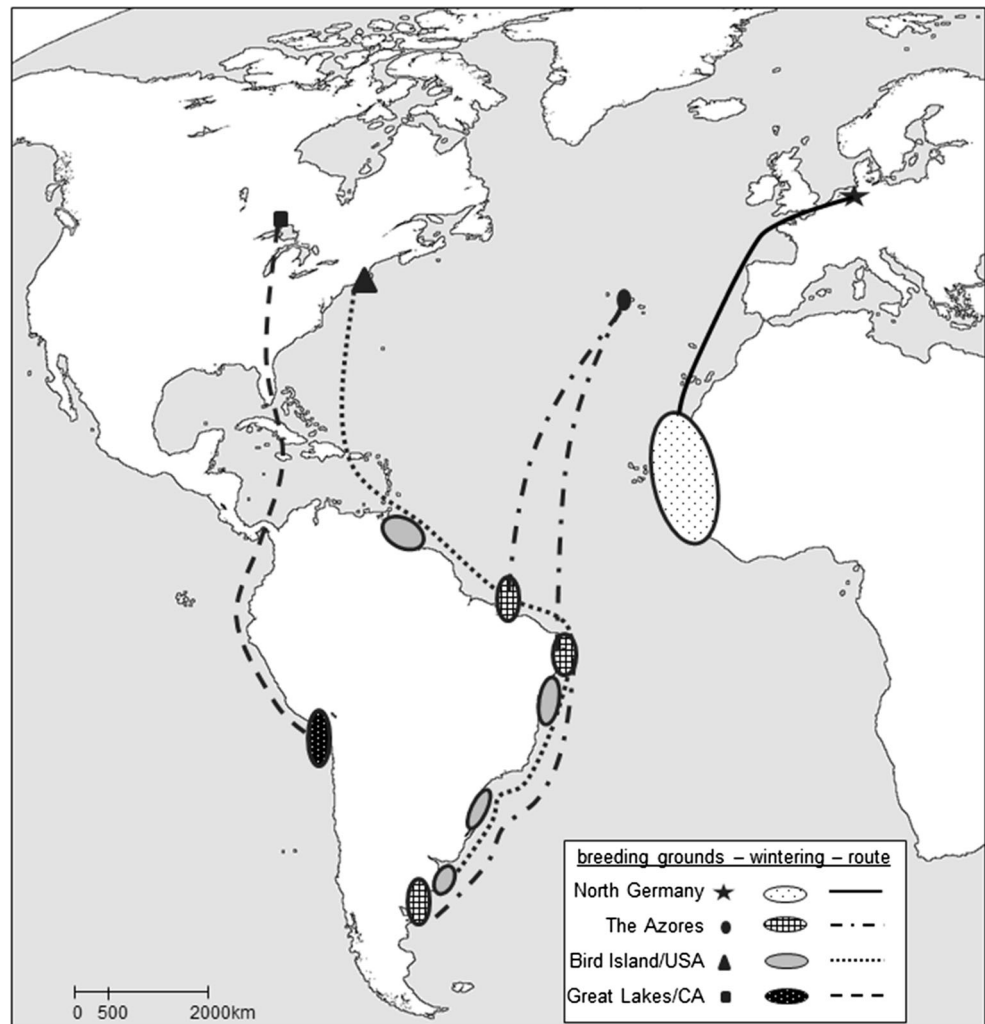 breeding grounds – wintering – route
North Germany
The Azores
Bird Island/USA
Great Lakes/CA
0 500 2000km